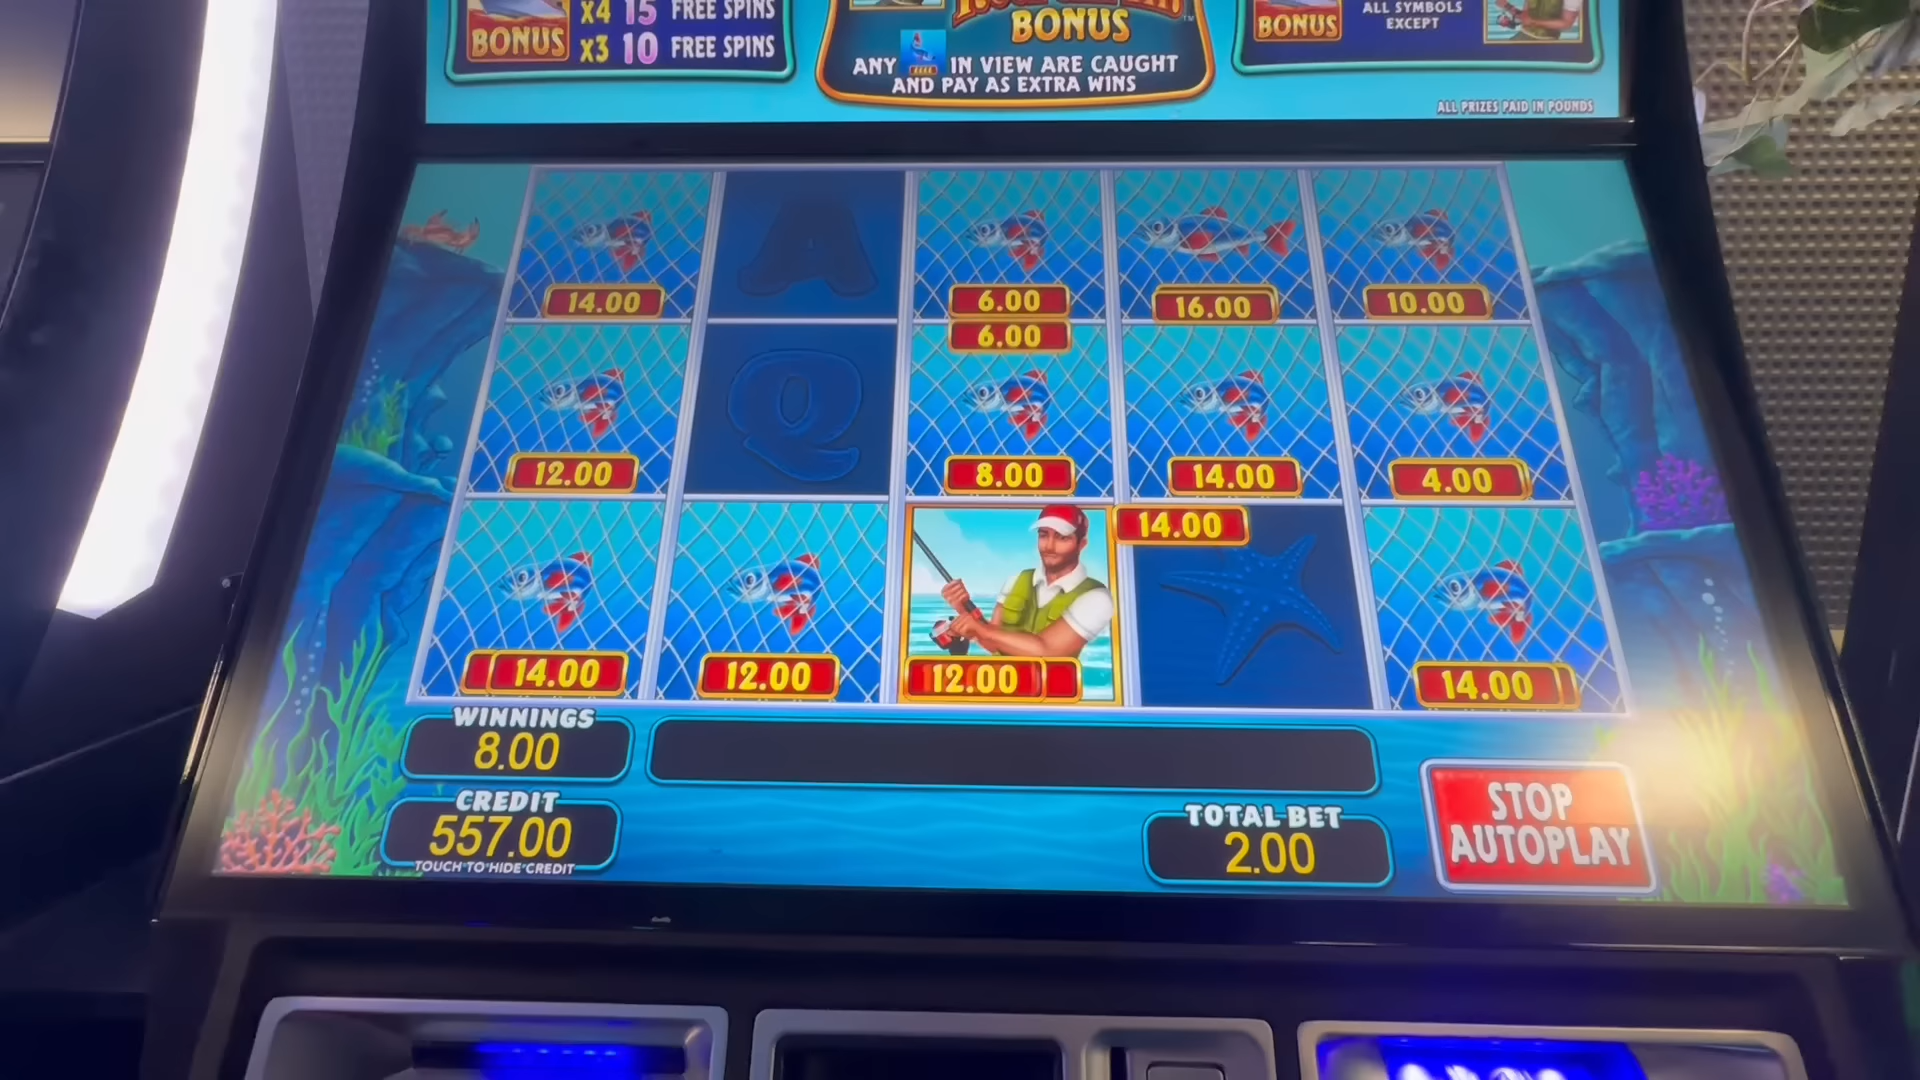 x4 15 FREE SPINS
BONUS x3 10 FREE SPINS
BONUS
ANY IN VIEW ARE CAUGHT
AND PAY AS EXTRA WINS
BONUS
ALL SYMBOLS
EXCEPT
ALL PRIZES PAID IN POUNDS
A
14.00
6.00
16.00
10.00
6.00
Q
12.00
8.00
14.00
4.00
14.00
14.00
12.00
12.00
14.00
WINNINGS
8.00
CREDIT
557.00
TOUCH TO HIDE CREDIT
TOTAL BET
2.00
STOP
AUTOPLAY